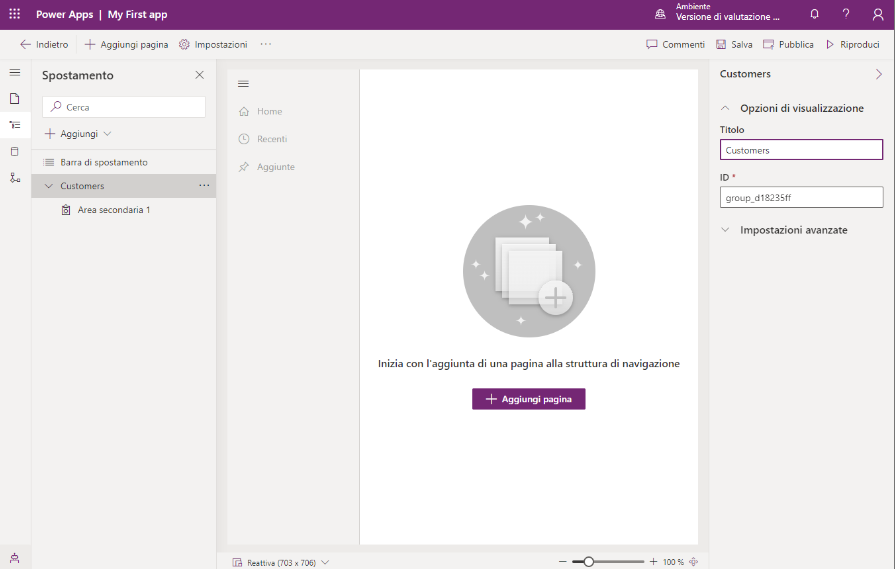 Power Apps | My First app
Ambiente
Versione di valutazione ...
?
Indietro
Aggiungi pagina
Impostazioni
...
Commenti
Salva
Pubblica
Riproduci
Spostamento
Cerca
Aggiungi
Barra di spostamento
Customers
...
Area secondaria 1
Home
Recenti
Aggiunte
Inizia con l'aggiunta di una pagina alla struttura di navigazione
Aggiungi pagina
Customers
Opzioni di visualizzazione
Titolo
Customers
ID *
group_d18235ff
Impostazioni avanzate
Reattiva (703 x 706)
100 %